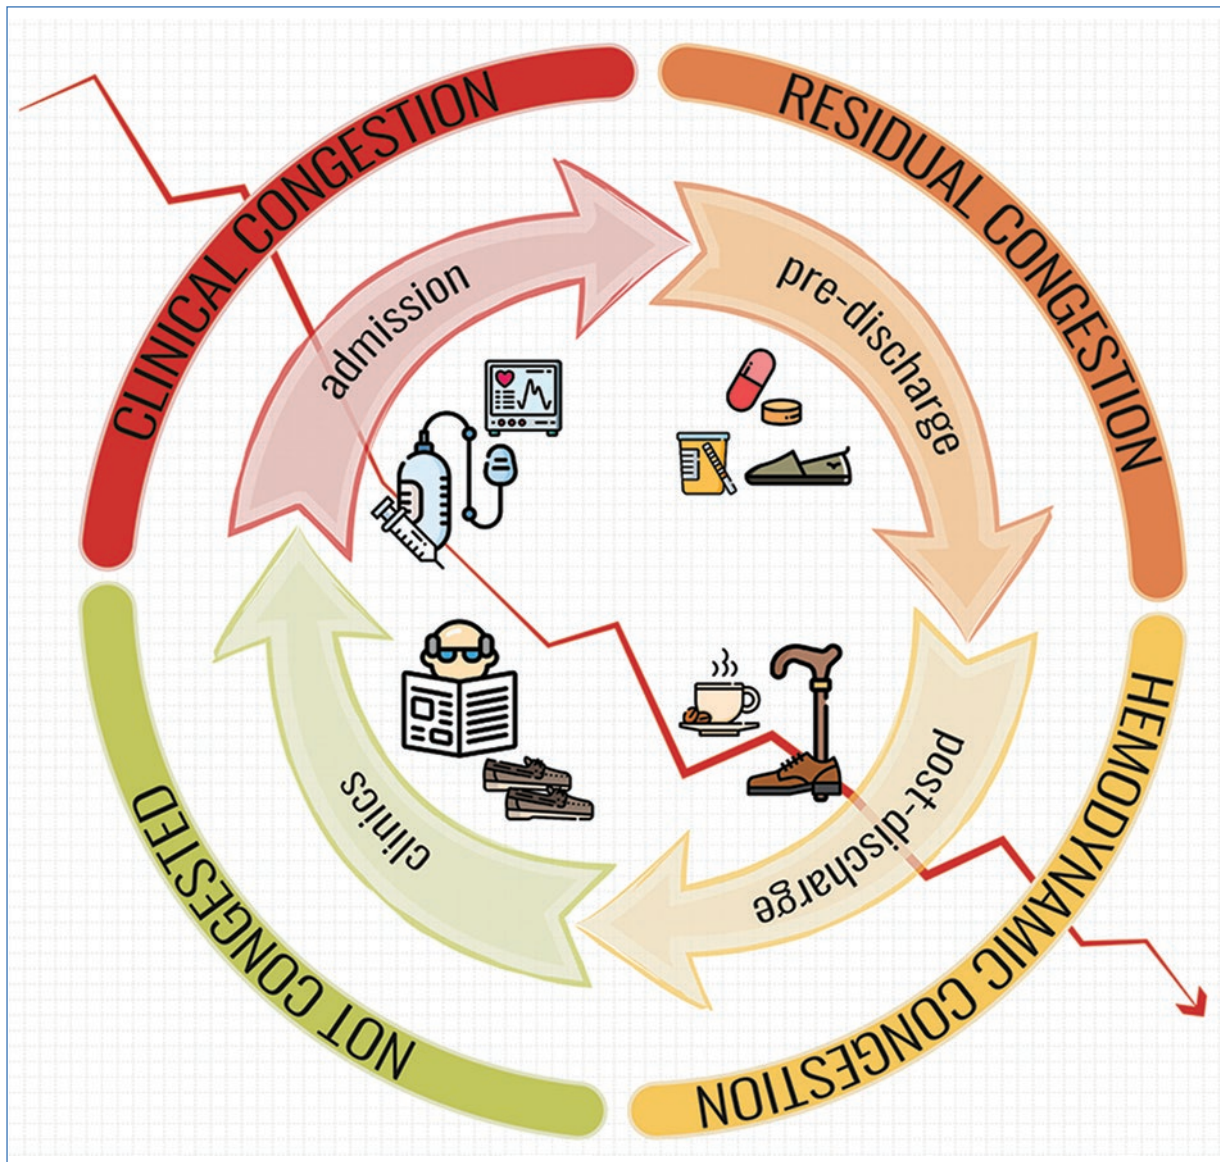 CLINICAL CONGESTION
RESIDUAL CONGESTION
admission
pre-discharge
HEMODYNAMIC CONGESTION
post-discharge
clinics
NOT CONGESTED